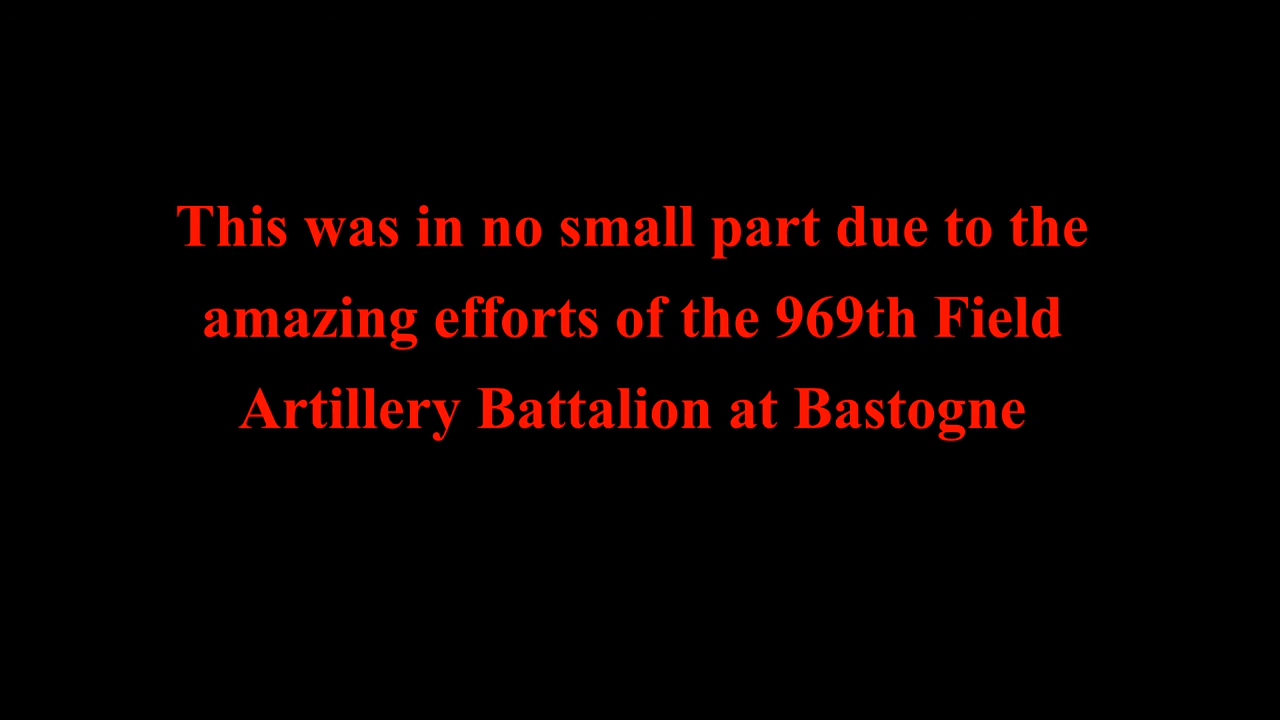 This was in no small part due to the
amazing efforts of the 969th Field
Artillery Battalion at Bastogne